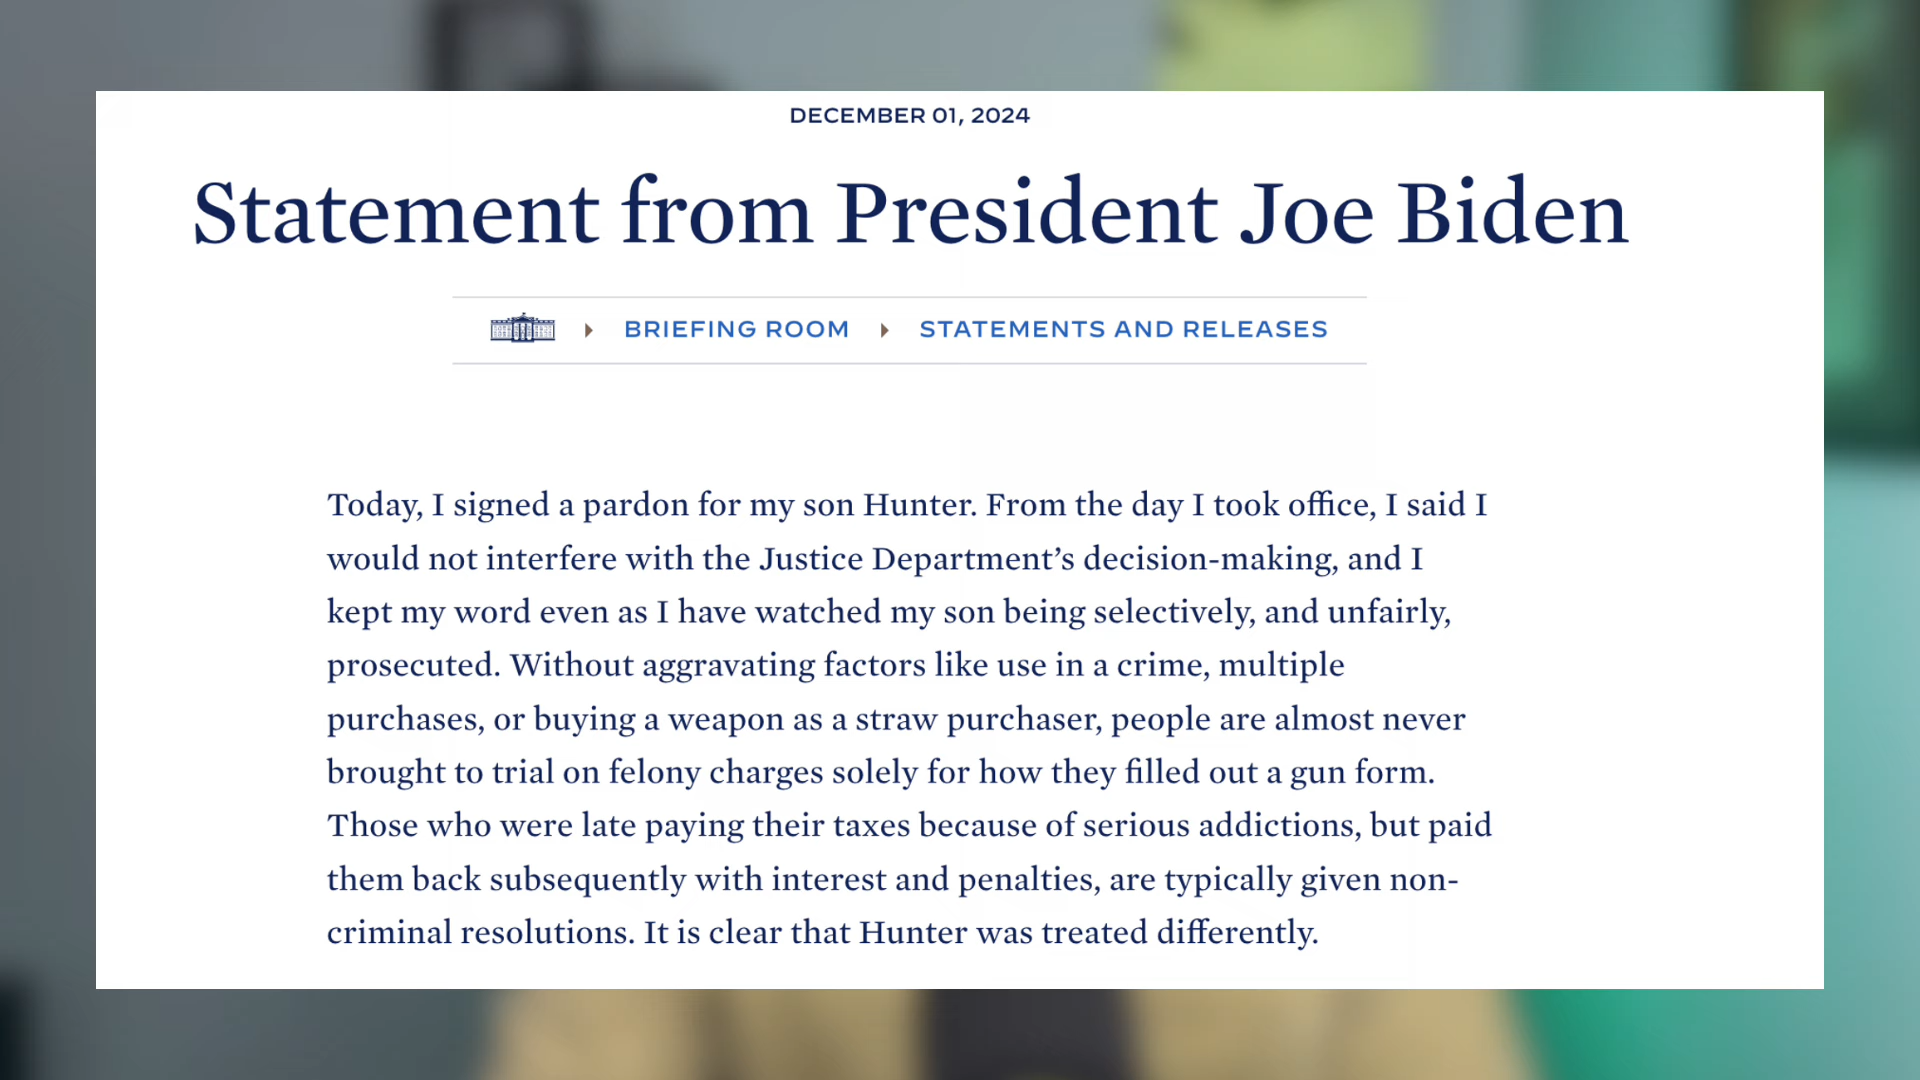 DECEMBER 01, 2024
Statement from President Joe Biden
BRIEFING ROOM
STATEMENTS AND RELEASES
Today, I signed a pardon for my son Hunter. From the day I took office, I said I
would not interfere with the Justice Department’s decision-making, and I
kept my word even as I have watched my son being selectively, and unfairly,
prosecuted. Without aggravating factors like use in a crime, multiple
purchases, or buying a weapon as a straw purchaser, people are almost never
brought to trial on felony charges solely for how they filled out a gun form.
Those who were late paying their taxes because of serious addictions, but paid
them back subsequently with interest and penalties, are typically given non-
criminal resolutions. It is clear that Hunter was treated differently.